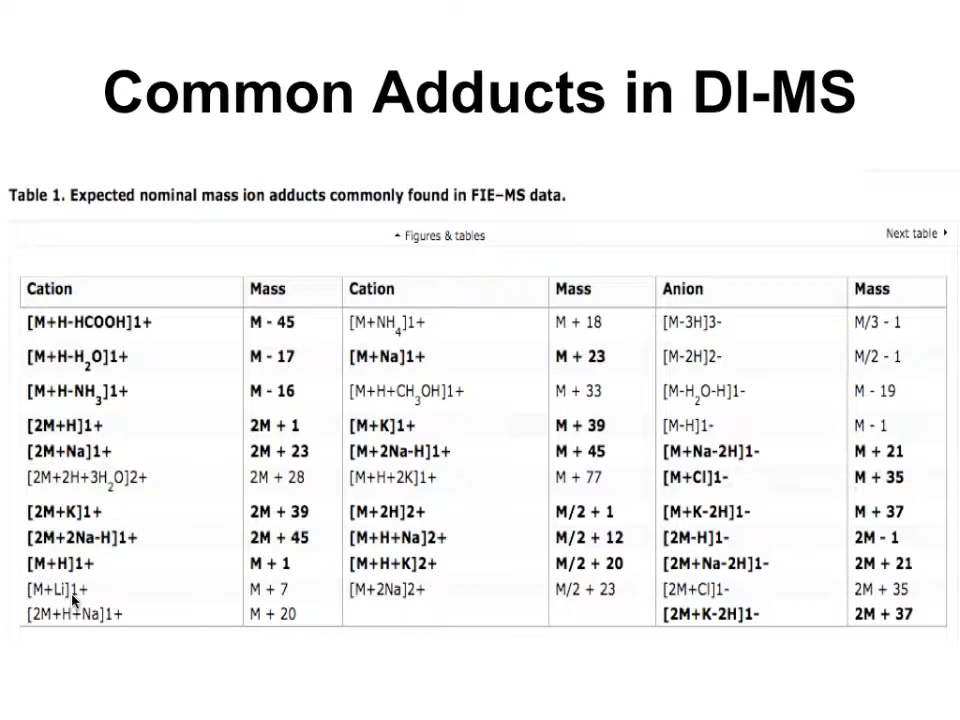 Common Adducts in DI-MS
Table 1. Expected nominal mass ion adducts commonly found in FIE–MS data.
Figures & tables Next table
Cation Mass Cation Mass Anion Mass
[M+H-HCOOH]1+ M - 45 [M+NH4]1+ M + 18 [M-3H]3- M/3 - 1
[M+H-H2O]1+ M - 17 [M+Na]1+ M + 23 [M-2H]2- M/2 - 1
[M+H-NH3]1+ M - 16 [M+H+CH3OH]1+ M + 33 [M-H2O-H]1- M - 19
[2M+H]1+ 2M + 1 [M+K]1+ M + 39 [M-H]1- M - 1
[2M+Na]1+ 2M + 23 [M+2Na-H]1+ M + 45 [M+Na-2H]1- M + 21
[2M+2H+3H2O]2+ 2M + 28 [M+H+2K]1+ M + 77 [M+Cl]1- M + 35
[2M+K]1+ 2M + 39 [M+2H]2+ M/2 + 1 [M+K-2H]1- M + 37
[2M+2Na-H]1+ 2M + 45 [M+H+Na]2+ M/2 + 12 [2M-H]1- 2M - 1
[M+H]1+ M + 1 [M+H+K]2+ M/2 + 20 [2M+Na-2H]1- 2M + 21
[M+Li]1+ M + 7 [M+2Na]2+ M/2 + 23 [2M+Cl]1- 2M + 35
[2M+H+Na]1+ M + 20 [2M+K-2H]1- 2M + 37